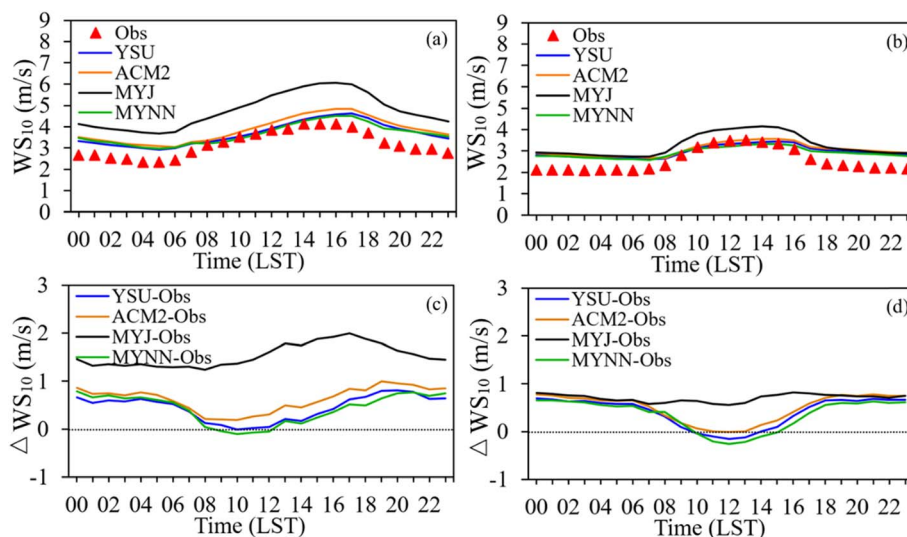 (a)
WS10 (m/s)
9
8
7
6
5
4
3
2
1
0
Obs
YSU
ACM2
MYJ
MYNN
00 02 04 06 08 10 12 14 16 18 20 22
Time (LST)
(b)
WS10 (m/s)
9
8
7
6
5
4
3
2
1
0
Obs
YSU
ACM2
MYJ
MYNN
00 02 04 06 08 10 12 14 16 18 20 22
Time (LST)
(c)
△ WS10 (m/s)
3
2
1
0
-1
YSU-Obs
ACM2-Obs
MYJ-Obs
MYNN-Obs
00 02 04 06 08 10 12 14 16 18 20 22
Time (LST)
(d)
△ WS10 (m/s)
3
2
1
0
-1
YSU-Obs
ACM2-Obs
MYJ-Obs
MYNN-Obs
00 02 04 06 08 10 12 14 16 18 20 22
Time (LST)